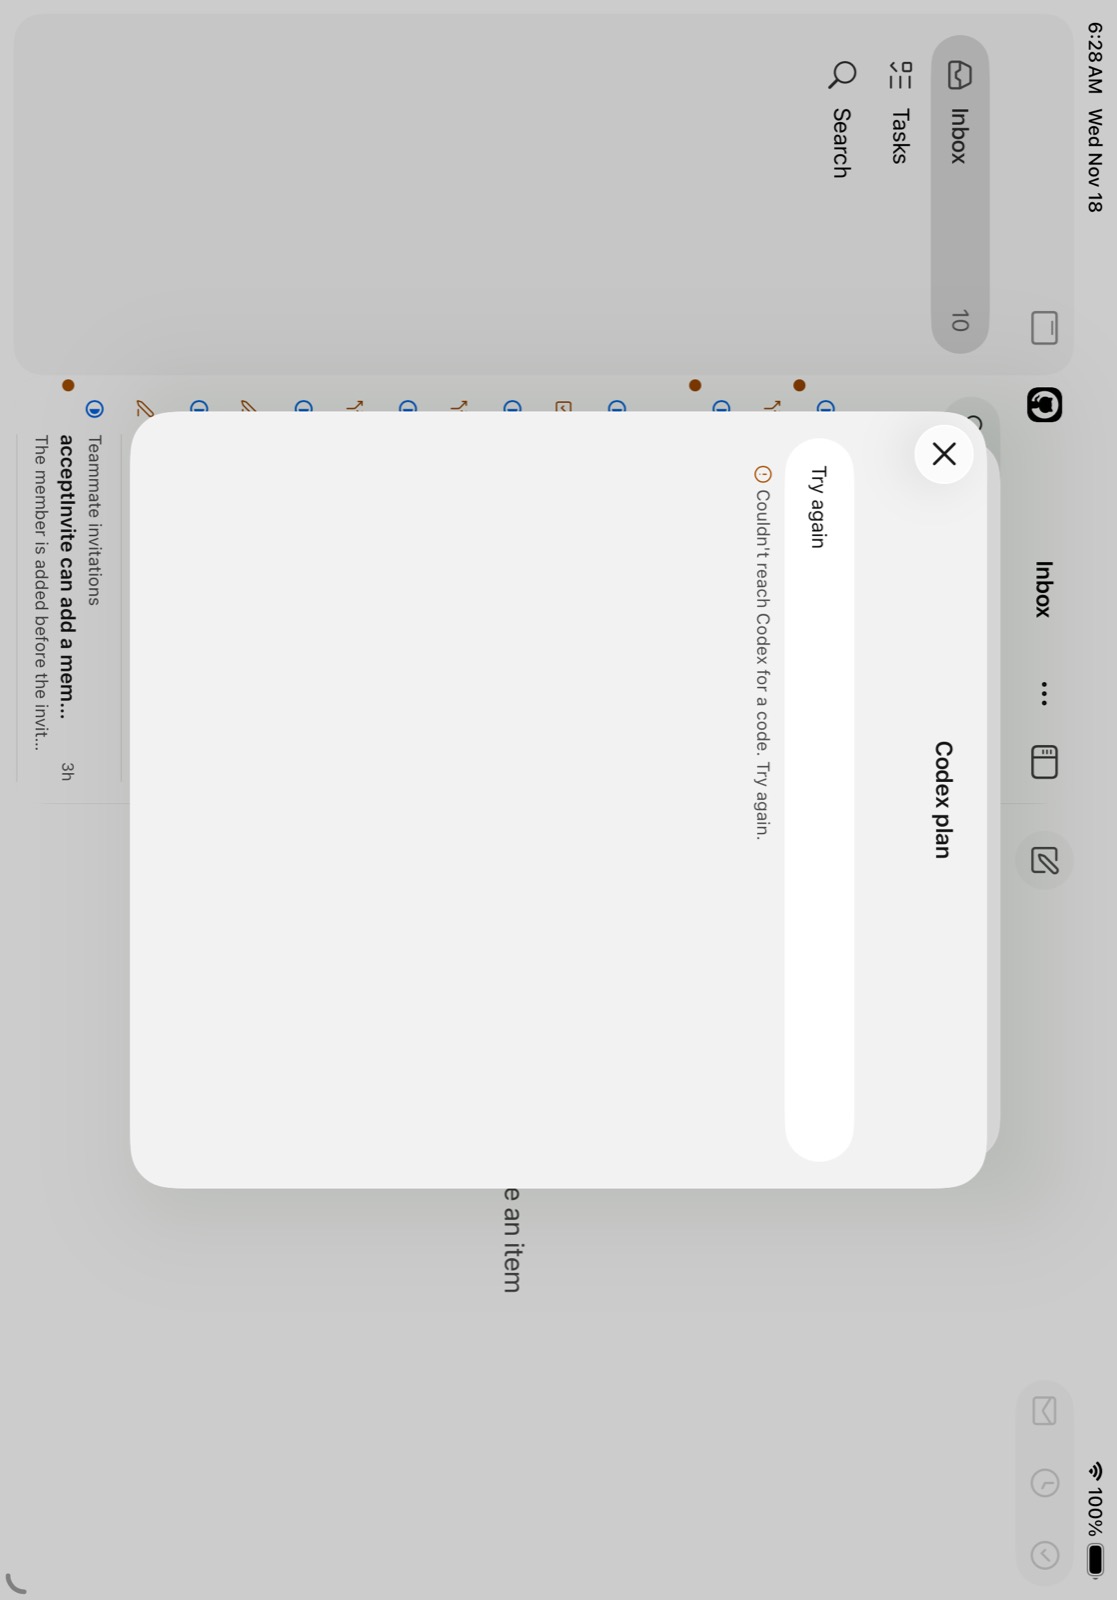 6:28 AM Wed Nov 18
100%
Inbox
Inbox 10
Tasks
Search
Codex plan
Try again
Couldn't reach Codex for a code. Try again.
e an item
Teammate invitations
acceptInvite can add a mem... 3h
The member is added before the invit...